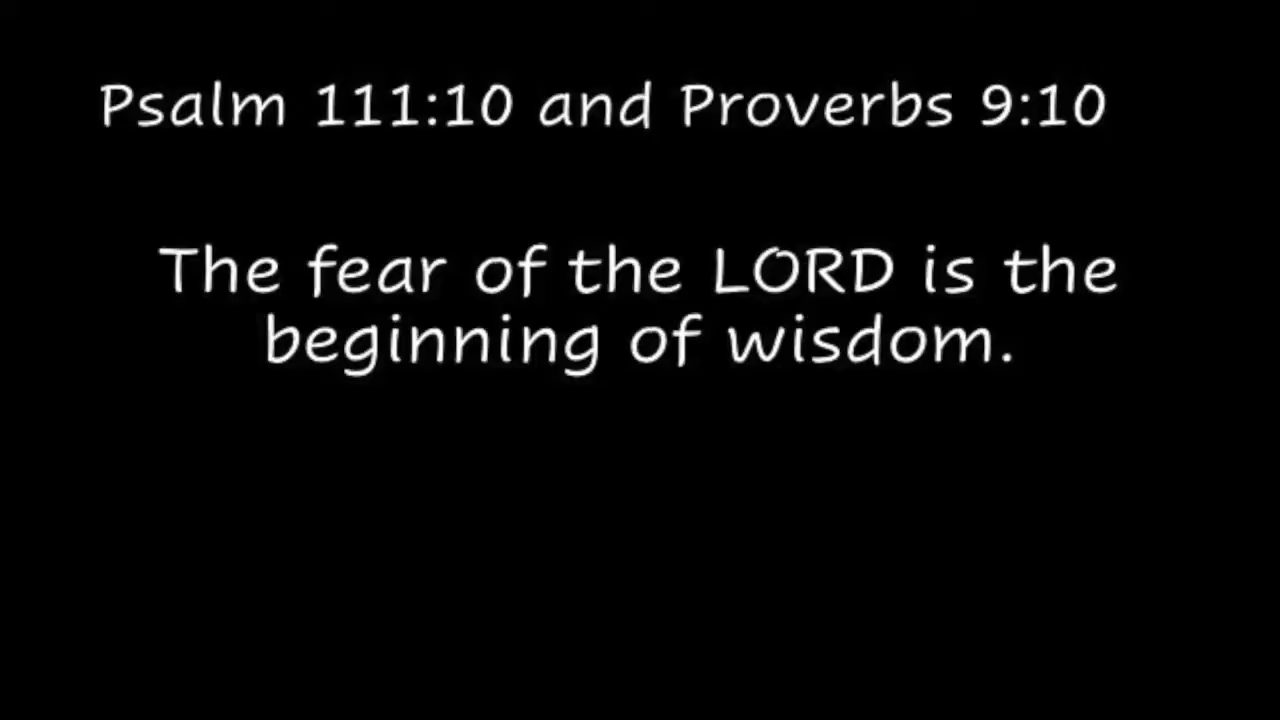 Psalm 111:10 and Proverbs 9:10
The fear of the LORD is the
beginning of wisdom.